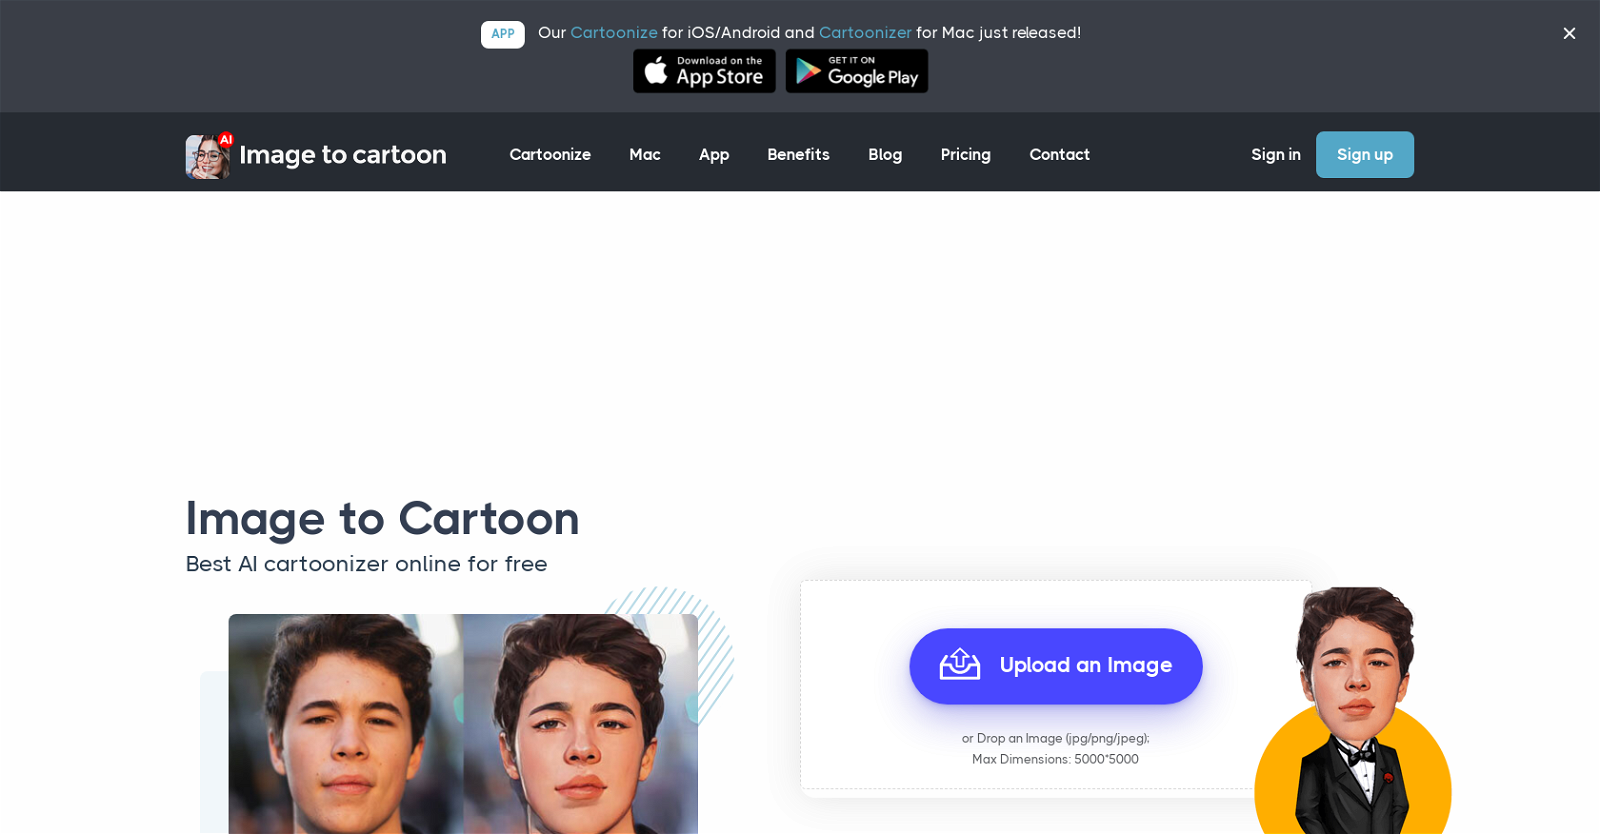 APP Our Cartoonize for iOS/Android and Cartoonizer for Mac just released!
Download on the App Store
GET IT ON Google Play
AI Image to cartoon
Cartoonize Mac App Benefits Blog Pricing Contact Sign in Sign up
Image to Cartoon
Best AI cartoonizer online for free
Upload an Image
or Drop an Image (jpg/png/jpeg);
Max Dimensions: 5000*5000